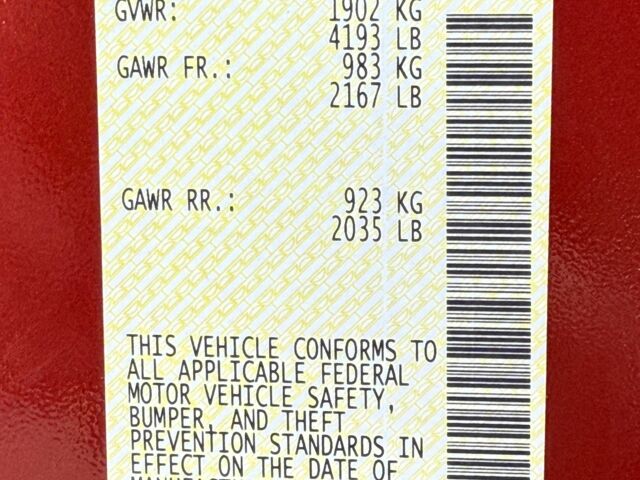 GVWR: 1902 KG
4193 LB
GAWR FR.: 983 KG
2167 LB
GAWR RR.: 923 KG
2035 LB
THIS VEHICLE CONFORMS TO
ALL APPLICABLE FEDERAL
MOTOR VEHICLE SAFETY,
BUMPER, AND THEFT
PREVENTION STANDARDS IN
EFFECT ON THE DATE OF